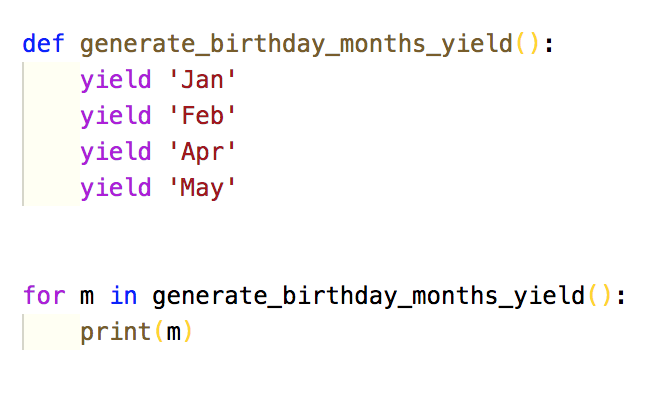 def generate_birthday_months_yield():
    yield 'Jan'
    yield 'Feb'
    yield 'Apr'
    yield 'May'
for m in generate_birthday_months_yield():
    print(m)